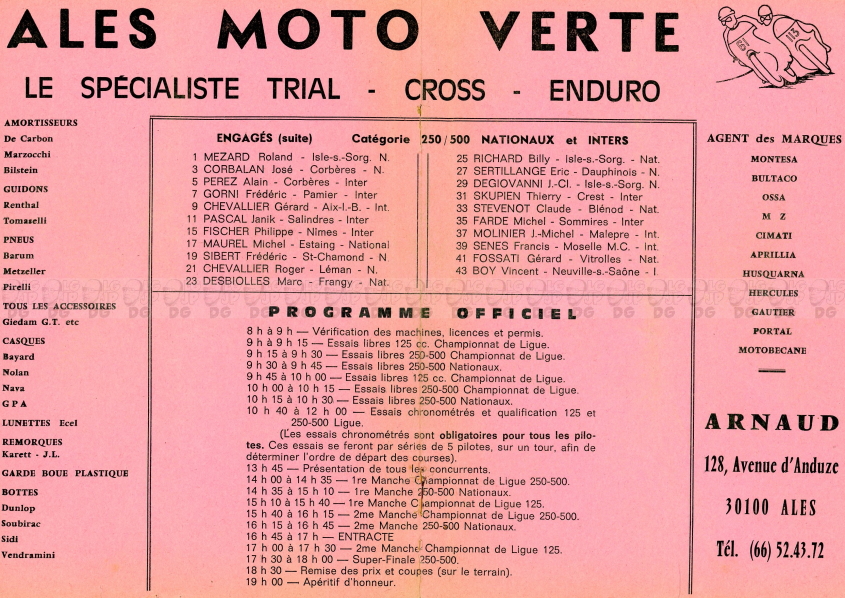 ALES MOTO VERTE
LE SPÉCIALISTE TRIAL - CROSS - ENDURO
AMORTISSEURS
De Carbon
Marzocchi
Bilstein
GUIDONS
Renthal
Tomaselli
PNEUS
Barum
Metzeller
Pirelli
TOUS LES ACCESSOIRES
Giedam G.T. etc
CASQUES
Bayard
Nolan
Nava
G P A
LUNETTES Ecel
REMORQUES
Karett - J.L.
GARDE BOUE PLASTIQUE
BOTTES
Dunlop
Soubirac
Sidi
Vendramini
ENGAGÉS (suite) Catégorie 250/500 NATIONAUX et INTERS
1 MEZARD Roland - Isle-s.-Sorg. N.
3 CORBALAN José - Corbères - N.
5 PEREZ Alain - Corbères - Inter
7 GORNI Frédéric - Pamier - Inter
9 CHEVALLIER Gérard - Aix-l.-B. - Int.
11 PASCAL Janik - Salindres - Inter
15 FISCHER Philippe - Nîmes - Inter
17 MAUREL Michel - Estaing - National
19 SIBERT Frédéric - St-Chamond - N.
21 CHEVALLIER Roger - Léman - N.
23 DESBIOLLES Marc - Frangy - Nat.
25 RICHARD Billy - Isle-s.-Sorg. - Nat.
27 SERTILLANGE Eric - Dauphinois - N.
29 DEGIOVANNI J.-Cl. - Isle-s.-Sorg. N.
31 SKUPIEN Thierry - Crest - Inter
33 STEVENOT Claude - Blénod - Nat.
35 FARDE Michel - Sommires - Inter
37 MOLINIER J.-Michel - Malepre - Int.
39 SENES Francis - Moselle M.C. - Int.
41 FOSSATI Gérard - Vitrolles - Nat.
43 BOY Vincent - Neuville-s.-Saône - I.
PROGRAMME OFFICIEL
8 h à 9 h — Vérification des machines, licences et permis.
9 h à 9 h 15 — Essais libres 125 cc. Championnat de Ligue.
9 h 15 à 9 h 30 — Essais libres 250-500 Championnat de Ligue.
9 h 30 à 9 h 45 — Essais libres 250-500 Nationaux.
9 h 45 à 10 h 00 — Essais libres 125 cc. Championnat de Ligue.
10 h 00 à 10 h 15 — Essais libres 250-500 Championnat de Ligue.
10 h 15 à 10 h 30 — Essais libres 250-500 Nationaux.
10 h 40 à 12 h 00 — Essais chronométrés et qualification 125 et
250-500 Ligue.
(Les essais chronométrés sont obligatoires pour tous les pilo-
tes. Ces essais se feront par séries de 5 pilotes, sur un tour, afin de
déterminer l'ordre de départ des courses).
13 h 45 — Présentation de tous les concurrents.
14 h 00 à 14 h 35 — 1re Manche Championnat de Ligue 250-500.
14 h 35 à 15 h 10 — 1re Manche 250-500 Nationaux.
15 h 10 à 15 h 40 — 1re Manche Championnat de Ligue 125.
15 h 40 à 16 h 15 — 2me Manche Championnat de Ligue 250-500.
16 h 15 à 16 h 45 — 2me Manche 250-500 Nationaux.
16 h 45 à 17 h — ENTRACTE
17 h 00 à 17 h 30 — 2me Manche Championnat de Ligue 125.
17 h 30 à 18 h 00 — Super-Finale 250-500.
18 h 30 — Remise des prix et coupes (sur le terrain).
19 h 00 — Apéritif d'honneur.
113
AGENT des MARQUES
MONTESA
BULTACO
OSSA
M Z
CIMATI
APRILLIA
HUSQUARNA
HERCULES
GAUTIER
PORTAL
MOTOBECANE
ARNAUD
128, Avenue d'Anduze
30100 ALES
Tél. (66) 52.43.72